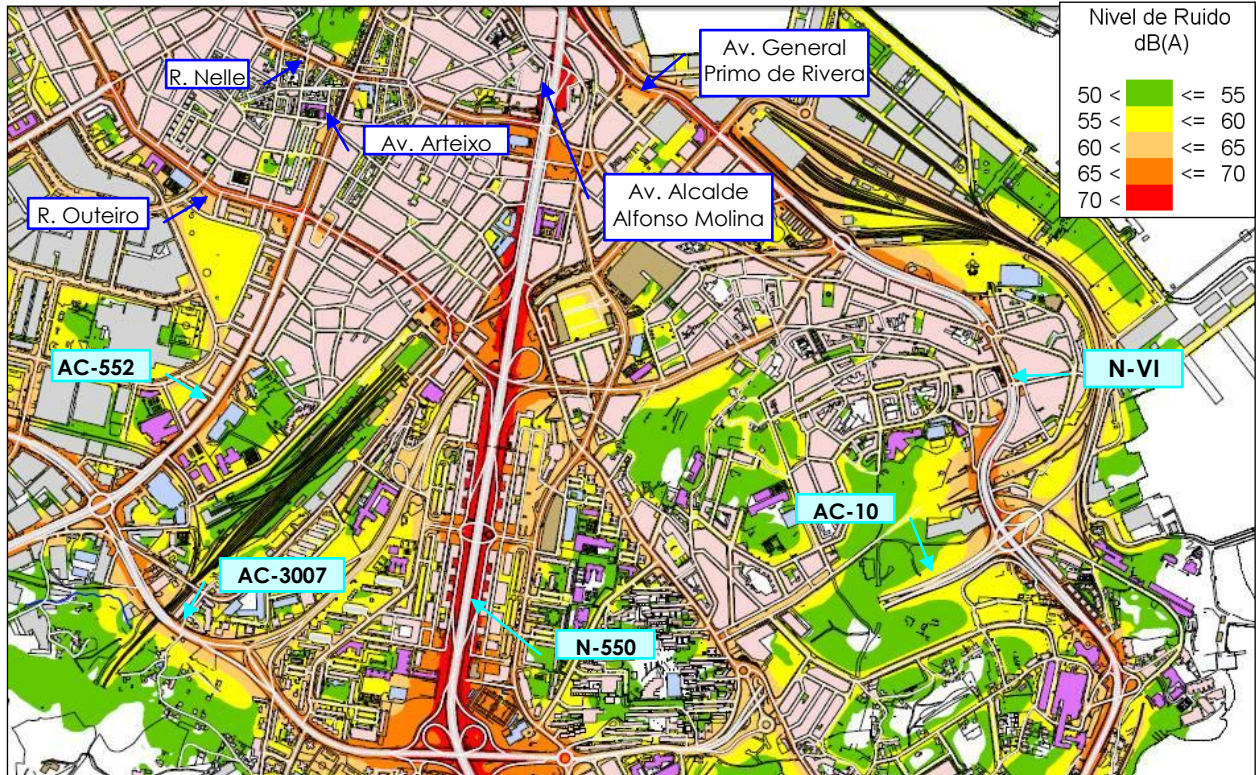 Nivel de Ruido
dB(A)
50 < <= 55
55 < <= 60
60 < <= 65
65 < <= 70
70 <
Av. General
Primo de Rivera
R. Nelle
Av. Arteixo
Av. Alcalde
Alfonso Molina
R. Outeiro
AC-552
N-VI
AC-10
AC-3007
N-550